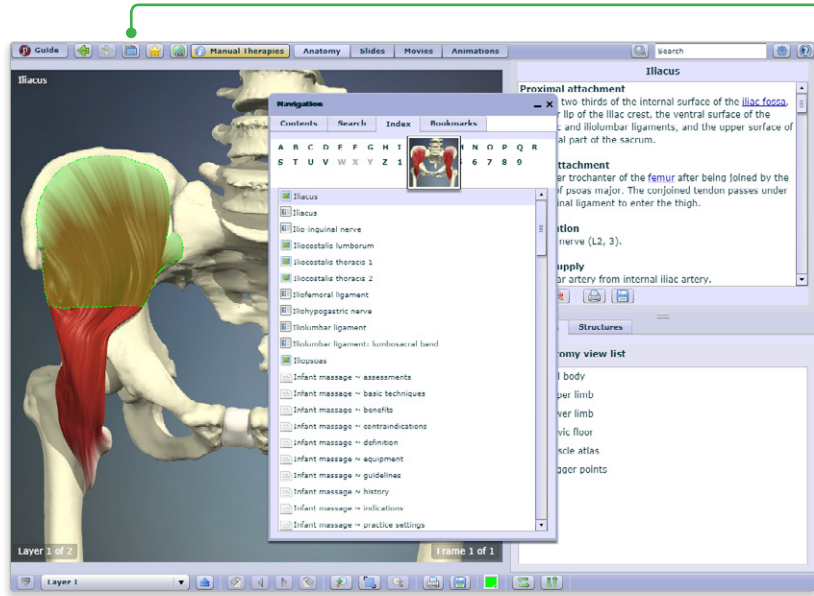 Guide Manual Therapies Anatomy Slides Movies Animations Search
Iliacus
Iliacus
Navigation
Contents Search Index Bookmarks
A B C D E F G H I N O P Q R
S T U V W X Y Z 1 6 7 8 9
Iliacus
Iliacus
Ilio-inguinal nerve
Iliocostalis lumborum
Iliocostalis thoracis 1
Iliocostalis thoracis 2
Iliofemoral ligament
Iliohypogastric nerve
Iliolumbar ligament
Iliolumbar ligament: lumbosacral band
Iliopsoas
Infant massage ~ assessments
Infant massage ~ basic techniques
Infant massage ~ benefits
Infant massage ~ contraindications
Infant massage ~ definition
Infant massage ~ equipment
Infant massage ~ guidelines
Infant massage ~ history
Infant massage ~ indications
Infant massage ~ practice settings
Proximal attachment
two-thirds of the internal surface of the iliac fossa,
lip of the iliac crest, the ventral surface of the
and iliolumbar ligaments, and the upper surface of
part of the sacrum.
attachment
trochanter of the femur after being joined by the
of psoas major. The conjoined tendon passes under
ligament to enter the thigh.
nerve (L2, 3).
artery from internal iliac artery.
Structures
view list
body
limb
limb
floor
atlas
points
Layer 1 of 2
Frame 1 of 1
Layer 1